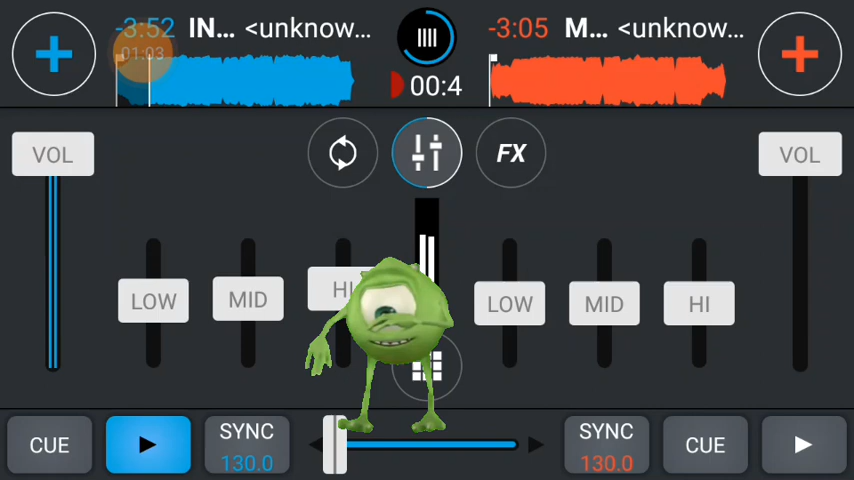 -3:52 IN... <unknow...
01:03
-3:05 M... <unknow...
00:4
VOL
FX
VOL
LOW MID HI LOW MID HI
CUE SYNC SYNC CUE
130.0 130.0